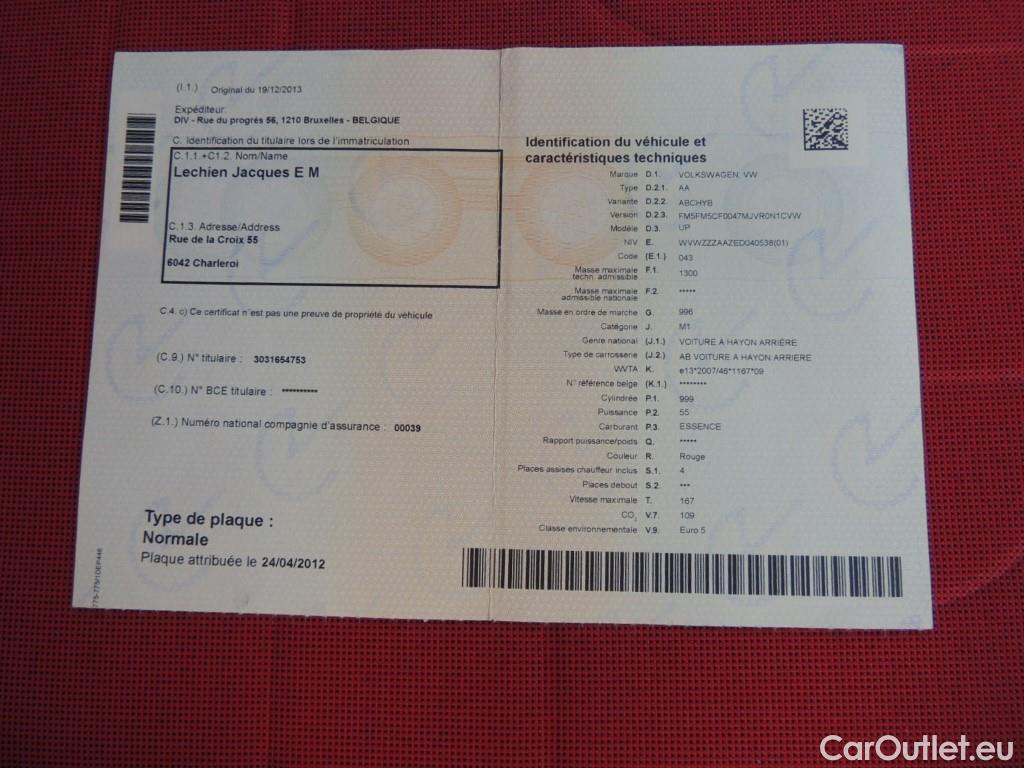 (I.1.) Original du 19/12/2013
Expéditeur:
DIV - Rue du progrès 56, 1210 Bruxelles - BELGIQUE
C. Identification du titulaire lors de l'immatriculation
C.1.1.+C1.2. Nom/Name
Lechien Jacques E M
C.1.3. Adresse/Address
Rue de la Croix 55
6042 Charleroi
C.4. c) Ce certificat n'est pas une preuve de propriété du véhicule
(C.9.) N° titulaire : 3031654753
(C.10.) N° BCE titulaire : **********
(Z.1.) Numéro national compagnie d'assurance : 00039
Type de plaque :
Normale
Plaque attribuée le 24/04/2012
775-775/1DEP446
Identification du véhicule et
caractéristiques techniques
Marque D.1. VOLKSWAGEN, VW
Type D.2.1. AA
Variante D.2.2. ABCHYB
Version D.2.3. FM5FM5CF0047MJVR0N1CVW
Modèle D.3. UP
NIV E. WVWZZZAAZED040538(01)
Code (E.1.) 043
Masse maximale
techn. admissible F.1. 1300
Masse maximale
admissible nationale F.2. *****
Masse en ordre de marche G. 996
Catégorie J. M1
Genre national (J.1.) VOITURE À HAYON ARRIÈRE
Type de carrosserie (J.2.) AB VOITURE A HAYON ARRIERE
WVTA K. e13*2007/46*1167*09
N° référence belge (K.1.) ********
Cylindrée P.1. 999
Puissance P.2. 55
Carburant P.3. ESSENCE
Rapport puissance/poids Q. *****
Couleur R. Rouge
Places assises chauffeur inclus S.1. 4
Places debout S.2. ***
Vitesse maximale T. 167
CO₂ V.7. 109
Classe environnementale V.9. Euro 5
CarOutlet.eu